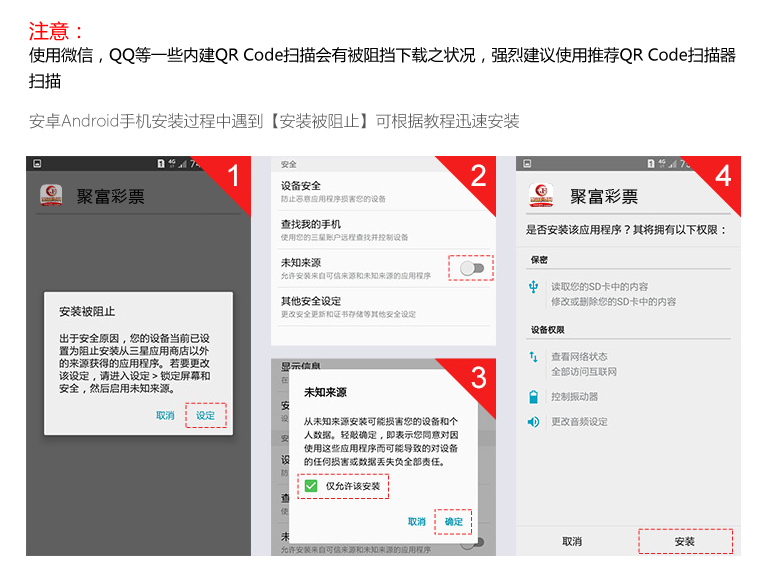 注意：
使用微信，QQ等一些内建QR Code扫描会有被阻挡下载之状况，强烈建议使用推荐QR Code扫描器
扫描
安卓Android手机安装过程中遇到【安装被阻止】可根据教程迅速安装
1
4G
聚富彩票
安装被阻止
出于安全原因，您的设备当前已设
置为阻止安装从三星应用商店以外
的来源获得的应用程序。若要更改
该设定，请进入设定 > 锁定屏幕和
安全，然后启用未知来源。
取消
设定
2
安全
设备安全
防止恶意应用程序损害您的设备
查找我的手机
使用您的三星账户远程查找并控制设备
未知来源
允许安装来自可信来源和未知来源的应用程序
其他安全设定
更改安全更新和证书存储等其他安全设定
3
显示信息
未知来源
从未知来源安装可能损害您的设备和个
人数据。轻敲确定，即表示您同意对因
使用这些应用程序而可能导致的对设备
的任何损害或数据丢失负全部责任。
仅允许该安装
取消
确定
允许安装来自可信来源和未知来源的应用程序
4
4G
聚富彩票
是否安装该应用程序？其将拥有以下权限：
保密
读取您的SD卡中的内容
修改或删除您的SD卡中的内容
设备权限
查看网络状态
全部访问互联网
控制振动器
更改音频设定
取消
安装